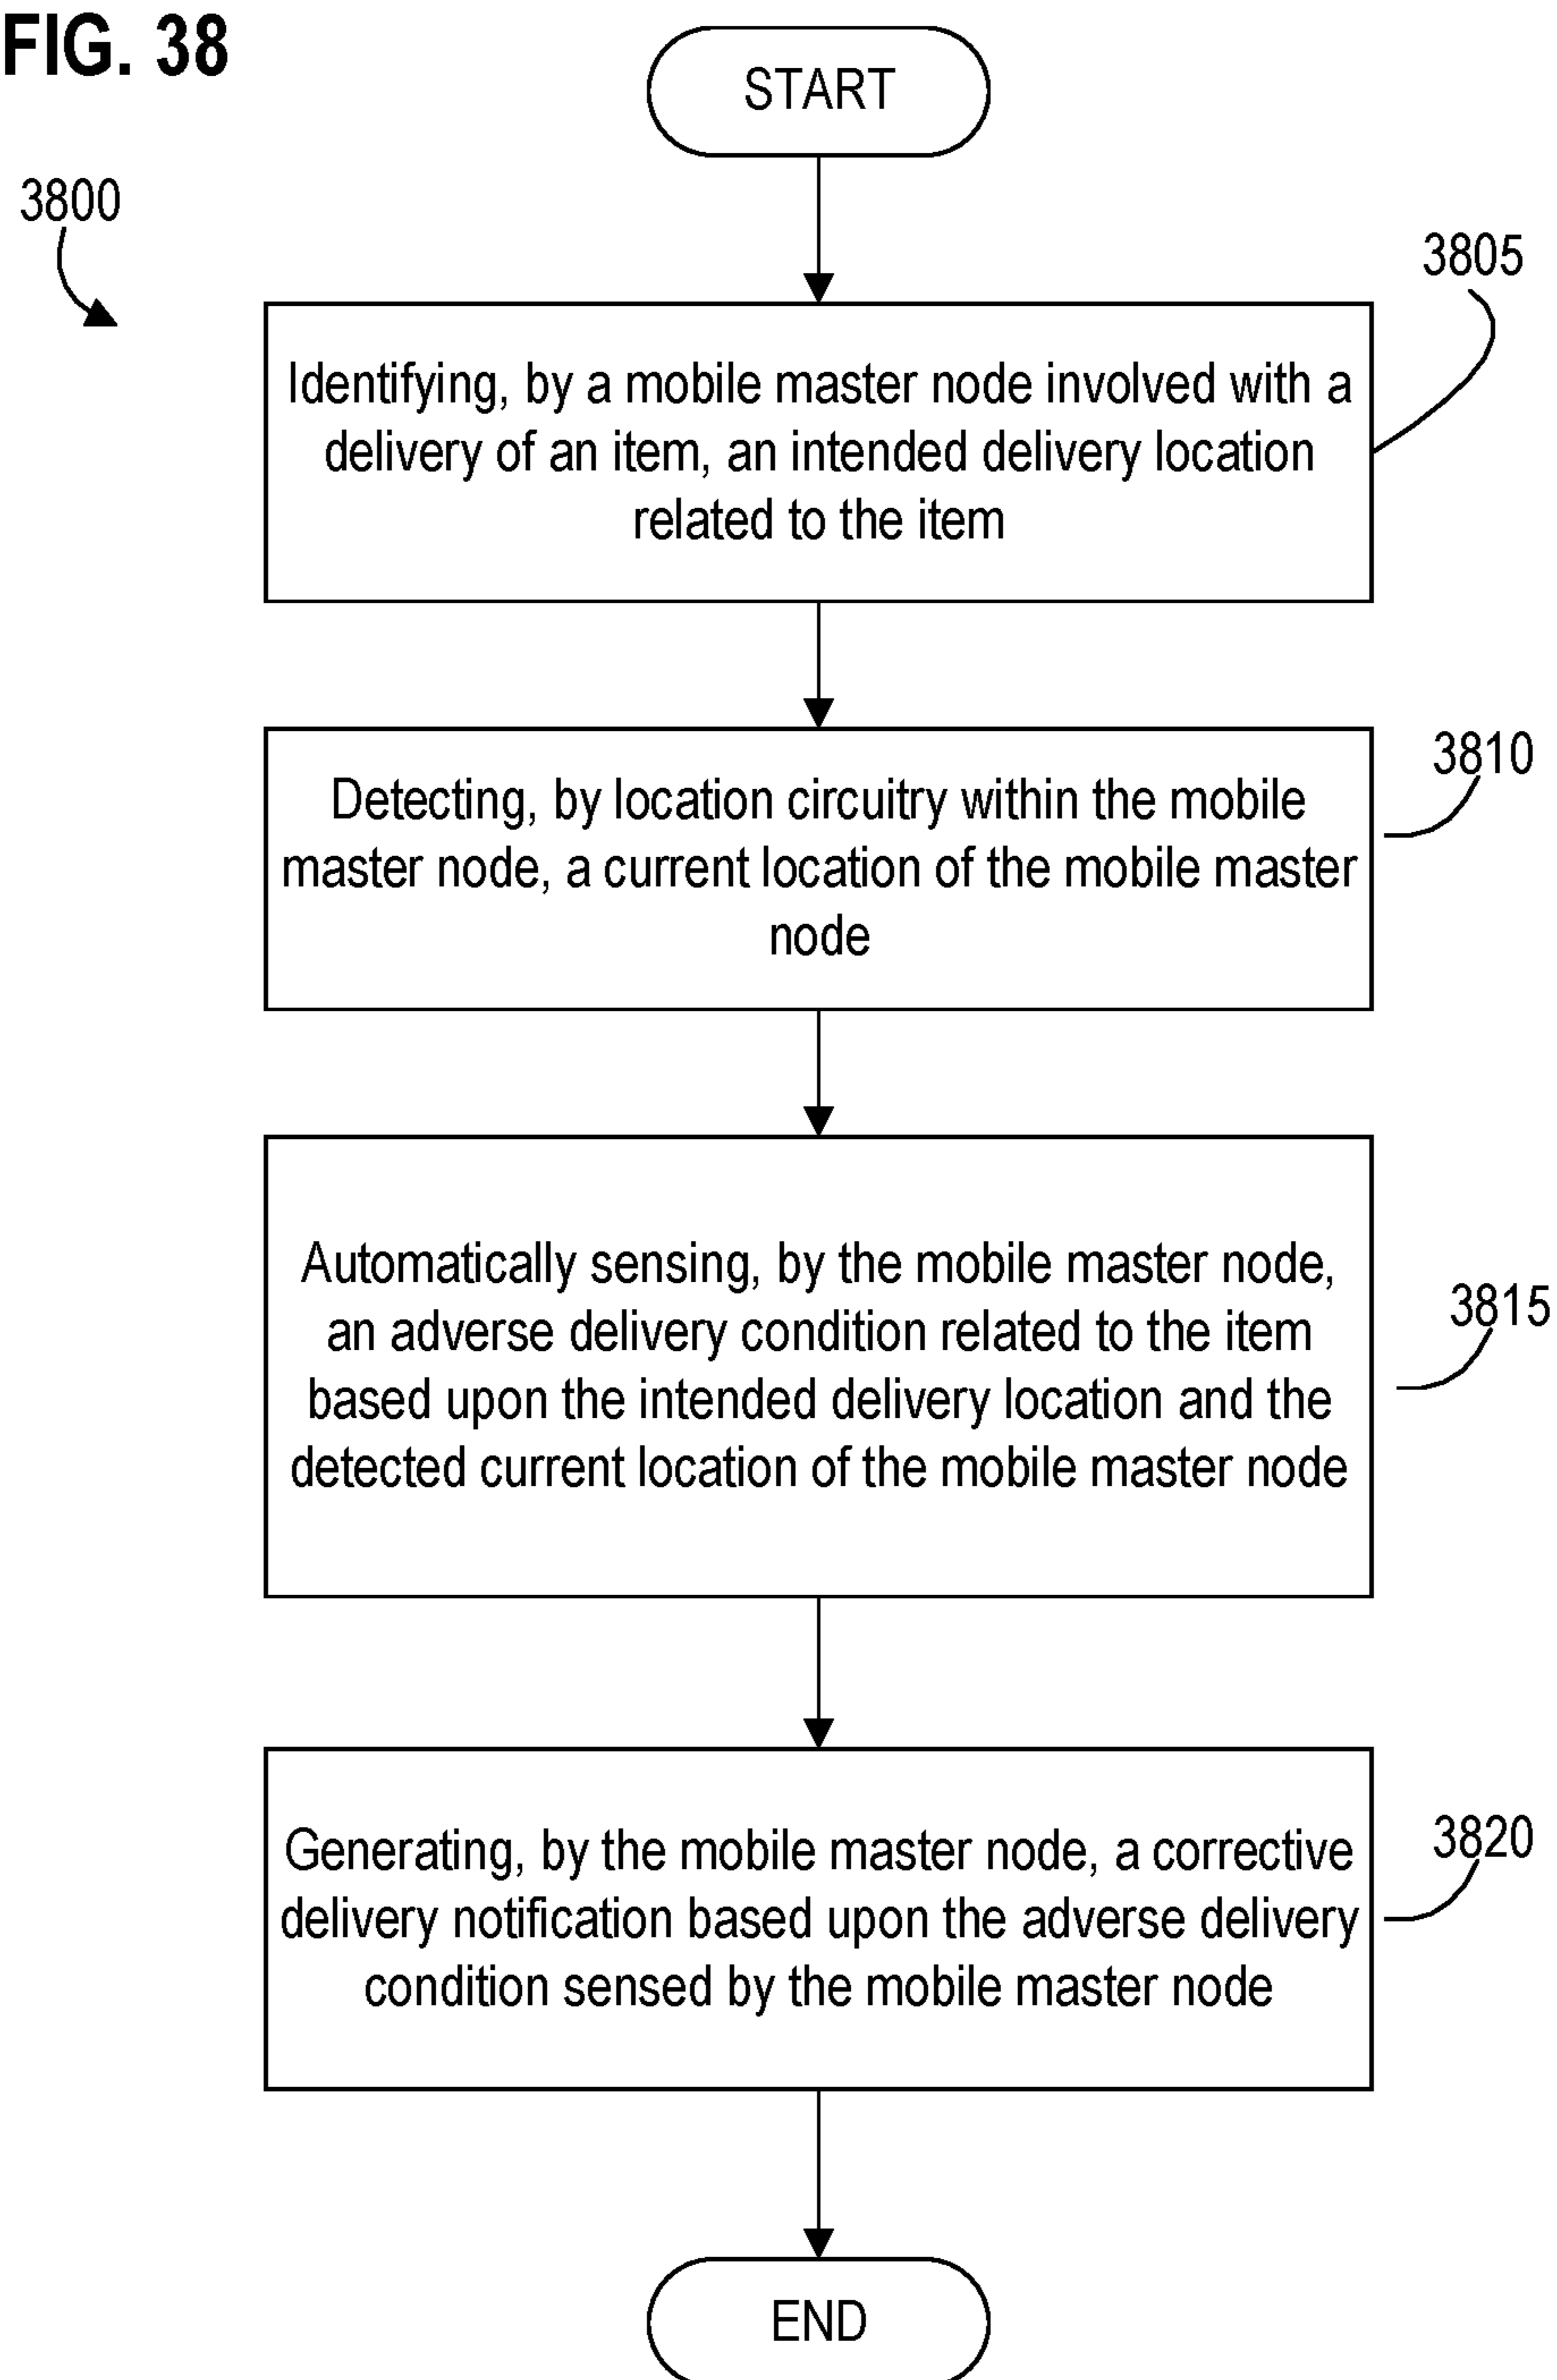 FIG. 38
START
3800
3805
Identifying, by a mobile master node involved with a
delivery of an item, an intended delivery location
related to the item
3810
Detecting, by location circuitry within the mobile
master node, a current location of the mobile master
node
3815
Automatically sensing, by the mobile master node,
an adverse delivery condition related to the item
based upon the intended delivery location and the
detected current location of the mobile master node
3820
Generating, by the mobile master node, a corrective
delivery notification based upon the adverse delivery
condition sensed by the mobile master node
END